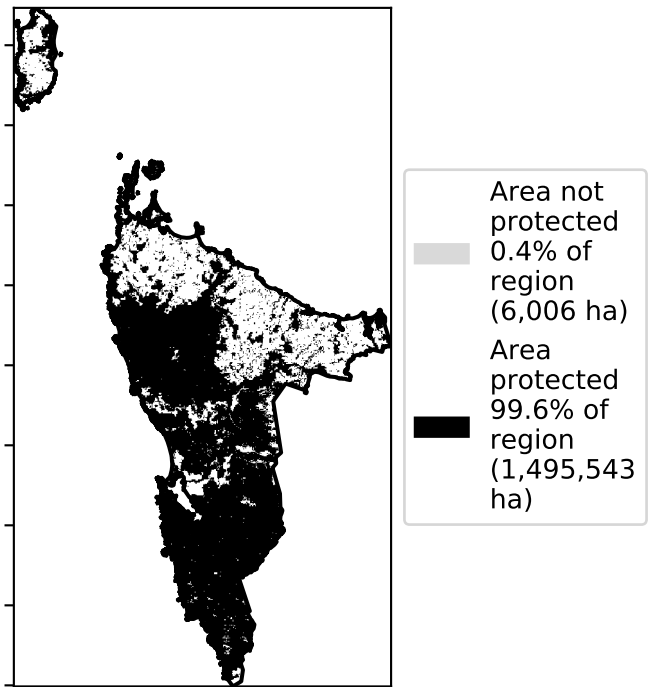 Area not
protected
0.4% of
region
(6,006 ha)
Area
protected
99.6% of
region
(1,495,543
ha)